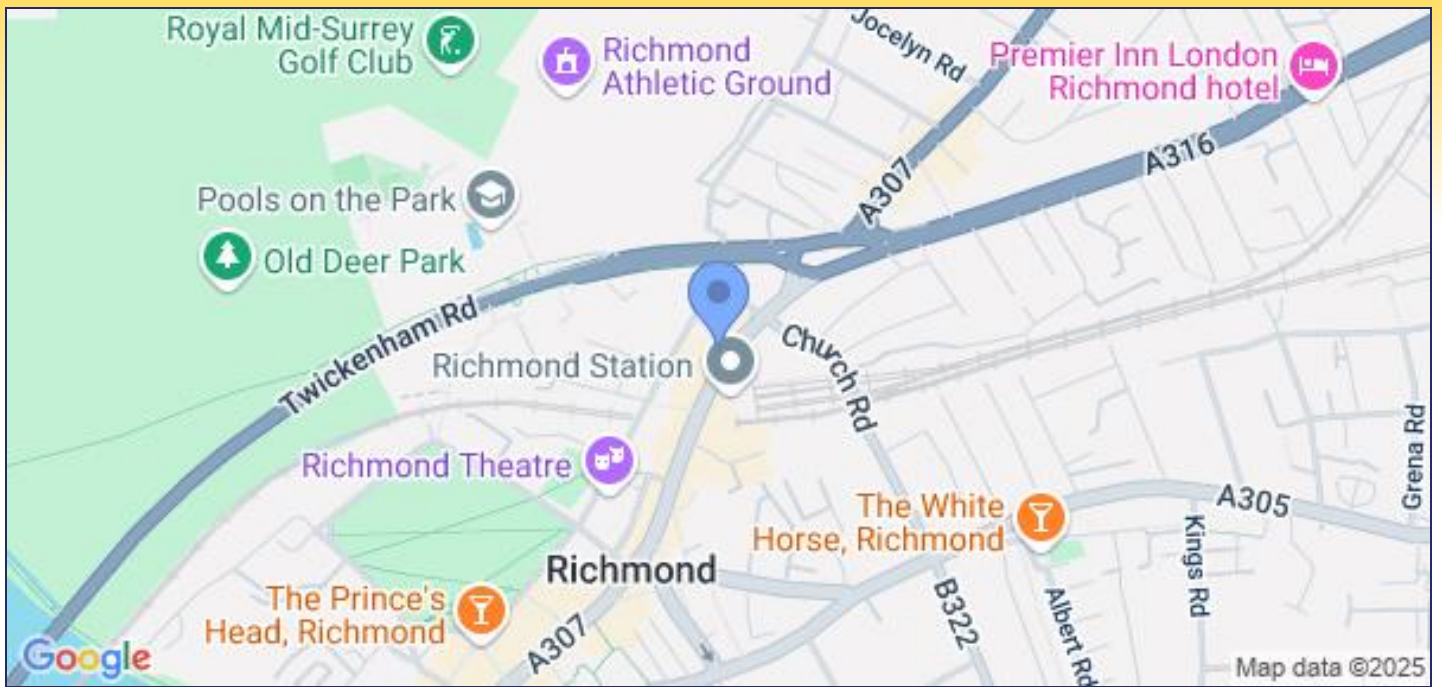 Royal Mid-Surrey
Golf Club
Richmond
Athletic Ground
Jocelyn Rd
Premier Inn London
Richmond hotel
A307
A316
Pools on the Park
Old Deer Park
Twickenham Rd
Richmond Station
Church Rd
Richmond Theatre
Grena Rd
The White
Horse, Richmond
A305
Kings Rd
Richmond
The Prince's
Head, Richmond
A307
B322
Albert Rd
Google
Map data ©2025